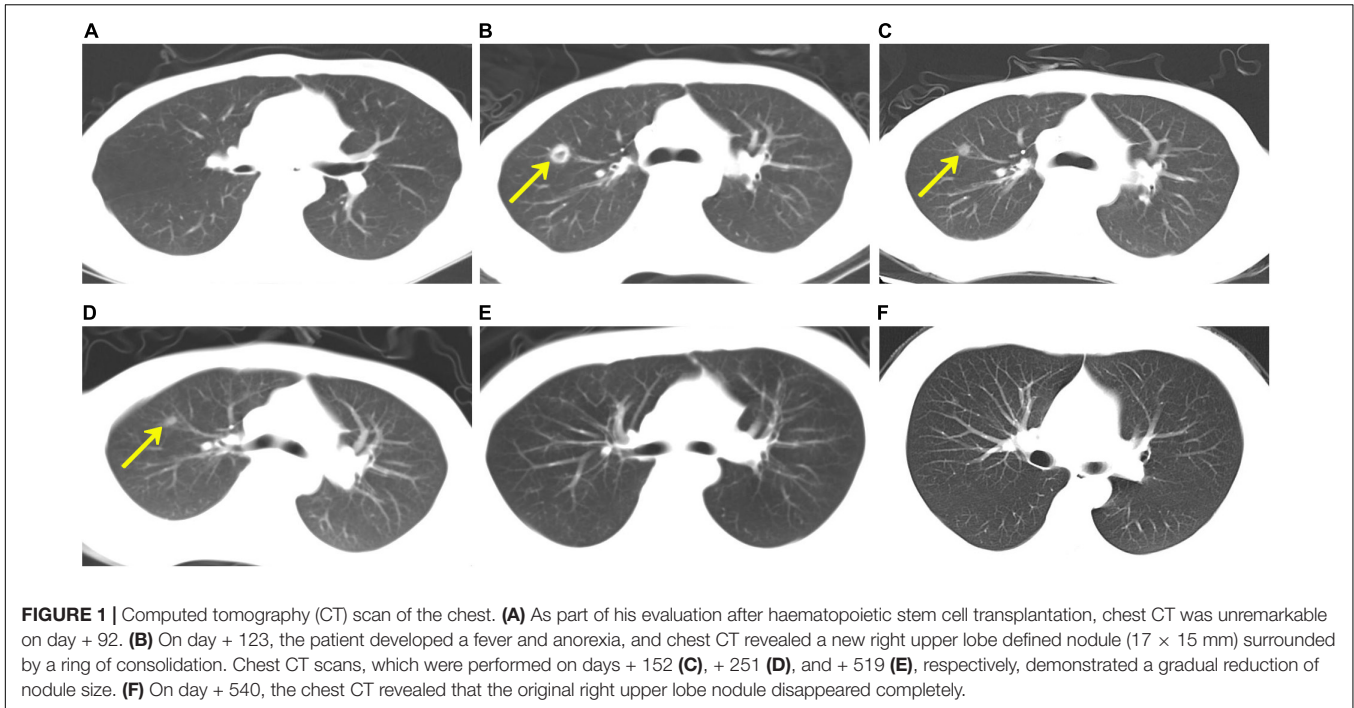 A
B
C
D
E
F
FIGURE 1 | Computed tomography (CT) scan of the chest. (A) As part of his evaluation after haematopoietic stem cell transplantation, chest CT was unremarkable
on day + 92. (B) On day + 123, the patient developed a fever and anorexia, and chest CT revealed a new right upper lobe defined nodule (17 × 15 mm) surrounded
by a ring of consolidation. Chest CT scans, which were performed on days + 152 (C), + 251 (D), and + 519 (E), respectively, demonstrated a gradual reduction of
nodule size. (F) On day + 540, the chest CT revealed that the original right upper lobe nodule disappeared completely.